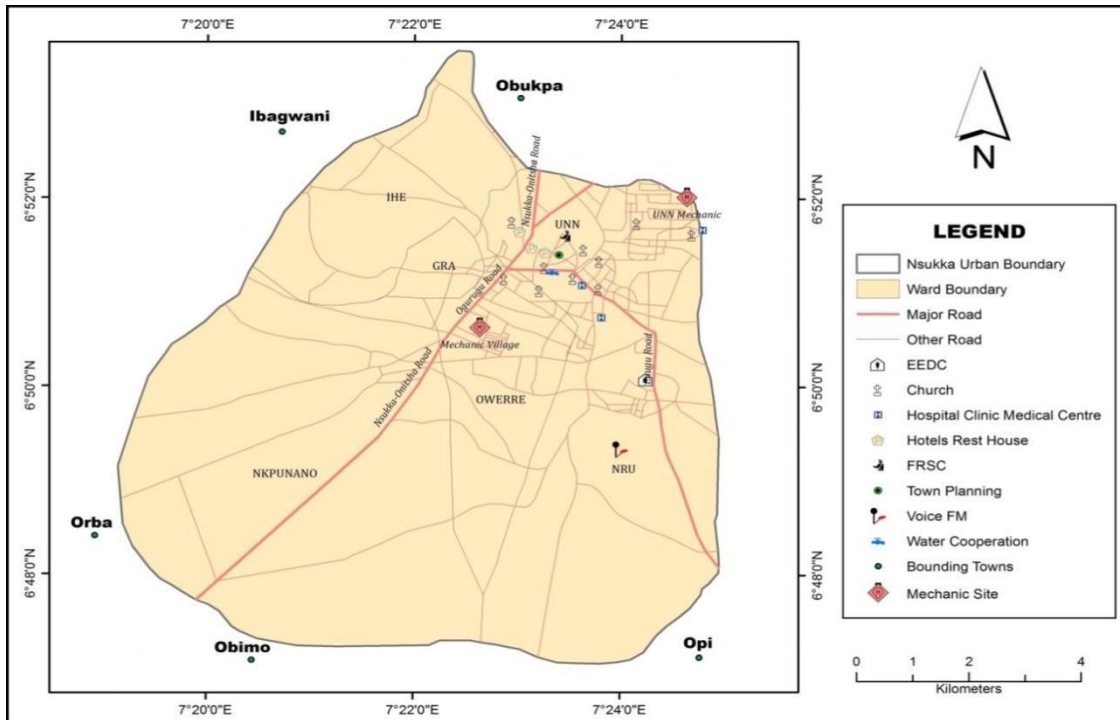 7°20'0"E
7°22'0"E
7°24'0"E
Obukpa
Ibagwani
6°52'0"N
6°52'0"N
IHE
Nsukka-Onitsha Road
UNN
UNN Mechanic
GRA
Ogurugu Road
Mechanic Village
Nsukka-Onitsha Road
ugu Road
6°50'0"N
6°50'0"N
OWERRE
NKPUNANO
NRU
Orba
6°48'0"N
6°48'0"N
Obimo
Opi
7°20'0"E
7°22'0"E
7°24'0"E
N
LEGEND
Nsukka Urban Boundary
Ward Boundary
Major Road
Other Road
EEDC
Church
Hospital Clinic Medical Centre
Hotels Rest House
FRSC
Town Planning
Voice FM
Water Cooperation
Bounding Towns
Mechanic Site
0 1 2 4
Kilometers